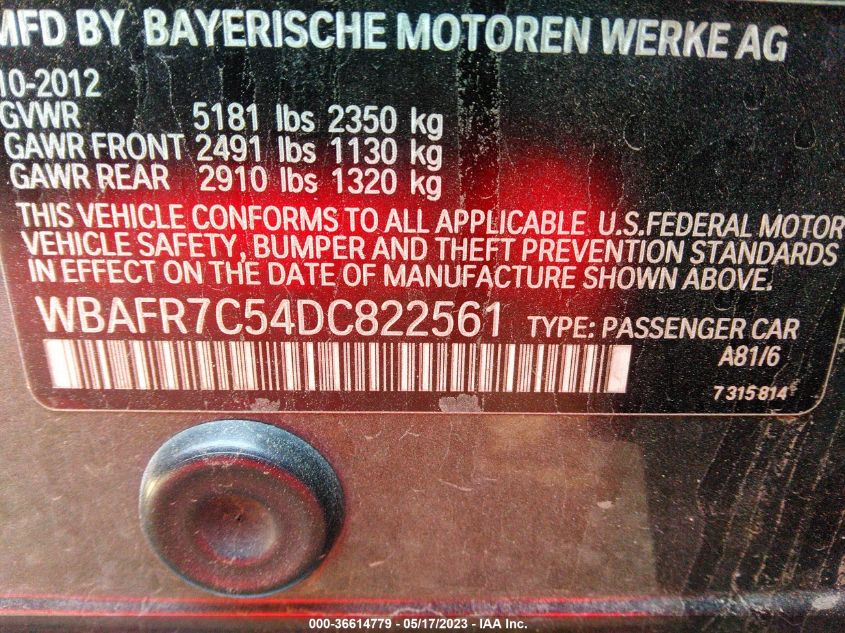 MFD BY BAYERISCHE MOTOREN WERKE AG
10-2012
GVWR 5181 lbs 2350 kg
GAWR FRONT 2491 lbs 1130 kg
GAWR REAR 2910 lbs 1320 kg
THIS VEHICLE CONFORMS TO ALL APPLICABLE U.S.FEDERAL MOTOR
VEHICLE SAFETY, BUMPER AND THEFT PREVENTION STANDARDS
IN EFFECT ON THE DATE OF MANUFACTURE SHOWN ABOVE.
WBAFR7C54DC822561 TYPE: PASSENGER CAR
A81/6
7 315 814
000-36614779 - 05/17/2023 - IAA Inc.